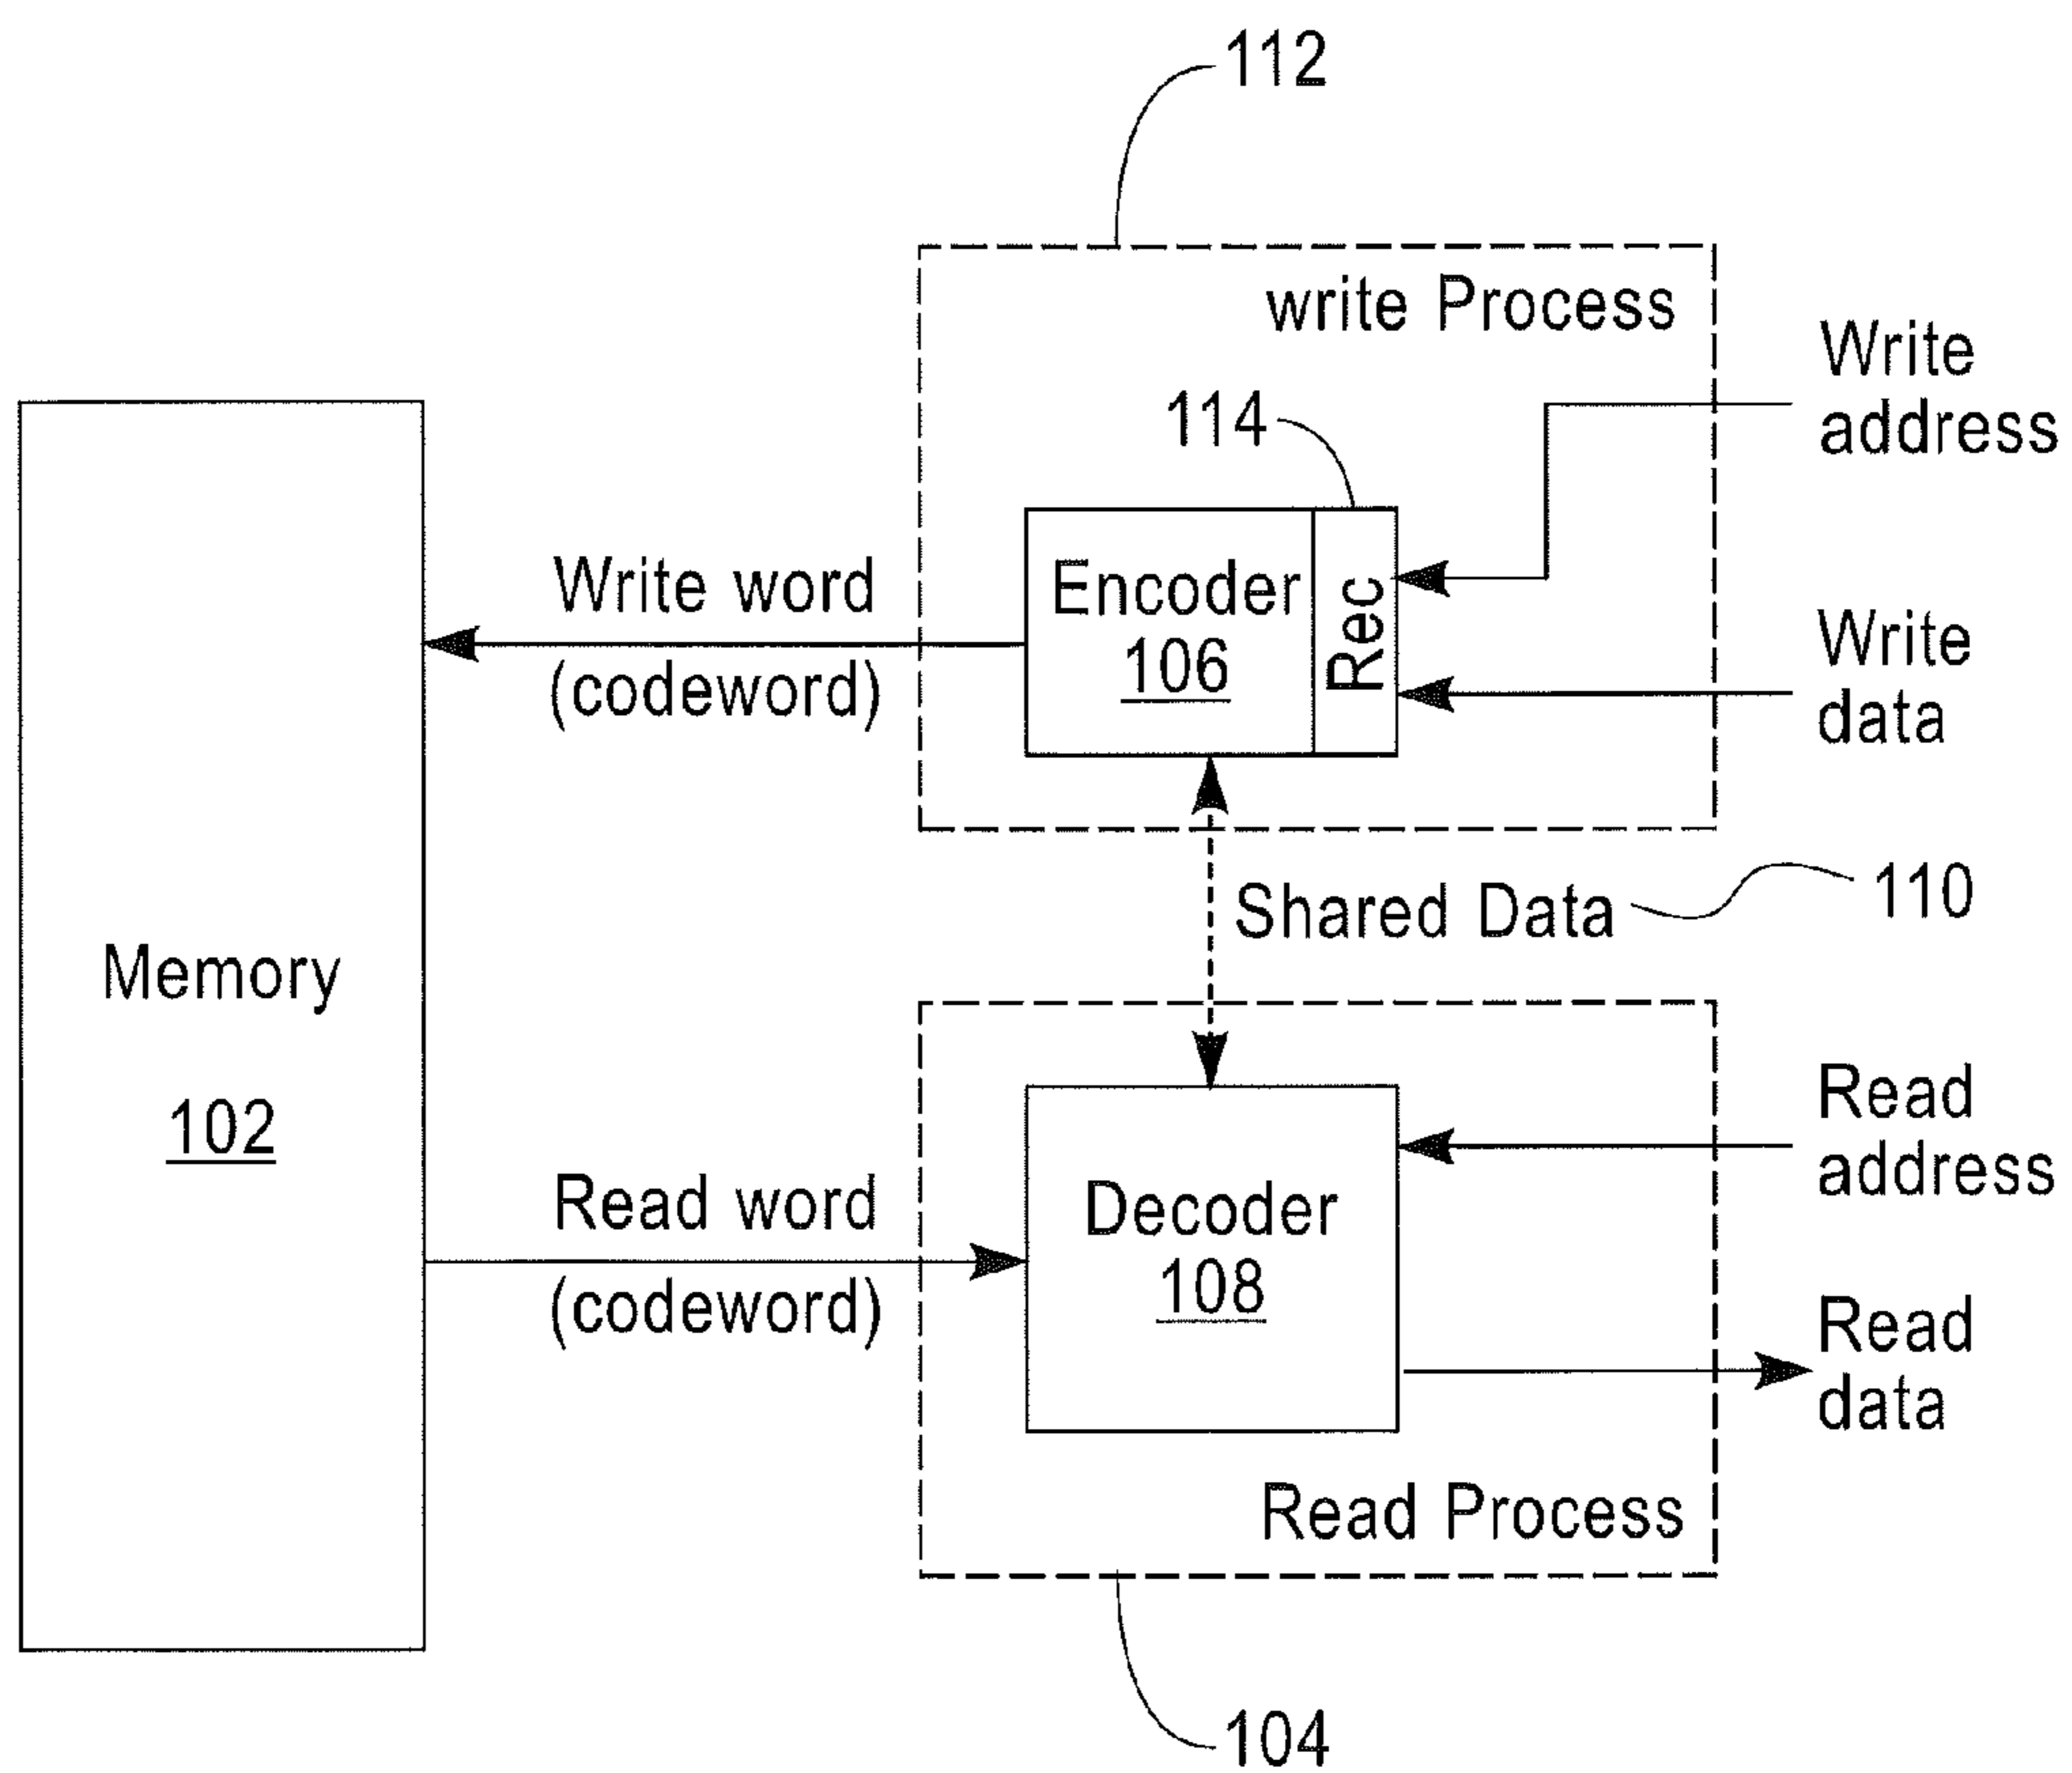 112
write Process
Write
address
114
Write word
(codeword)
Encoder
106
Rec
Write
data
Shared Data
110
Memory
102
Read word
(codeword)
Decoder
108
Read
address
Read
data
Read Process
104